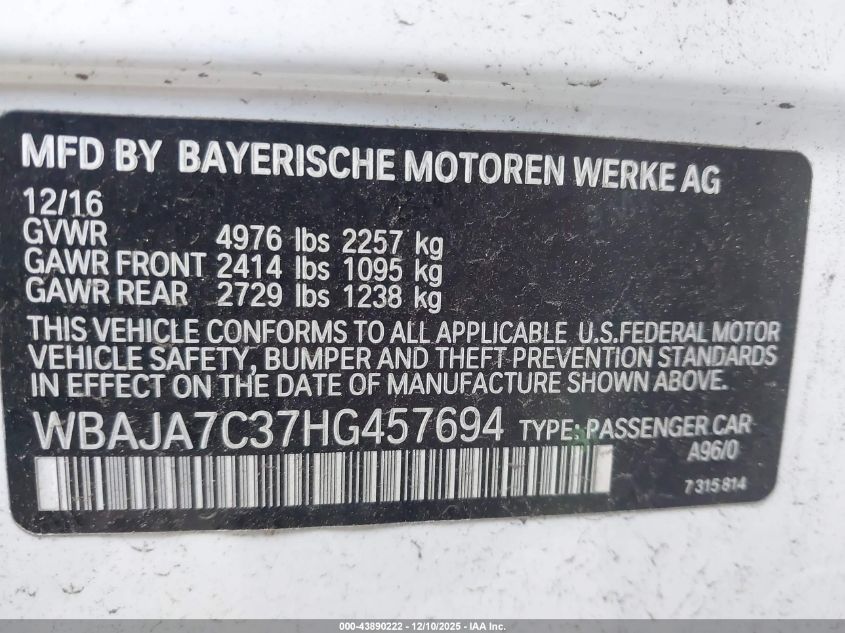 MFD BY BAYERISCHE MOTOREN WERKE AG
12/16
GVWR 4976 lbs 2257 kg
GAWR FRONT 2414 lbs 1095 kg
GAWR REAR 2729 lbs 1238 kg
THIS VEHICLE CONFORMS TO ALL APPLICABLE U.S.FEDERAL MOTOR
VEHICLE SAFETY, BUMPER AND THEFT PREVENTION STANDARDS
IN EFFECT ON THE DATE OF MANUFACTURE SHOWN ABOVE.
WBAJA7C37HG457694 TYPE: PASSENGER CAR
A96/0
7 315 814
000-43890222 - 12/10/2025 - IAA Inc.